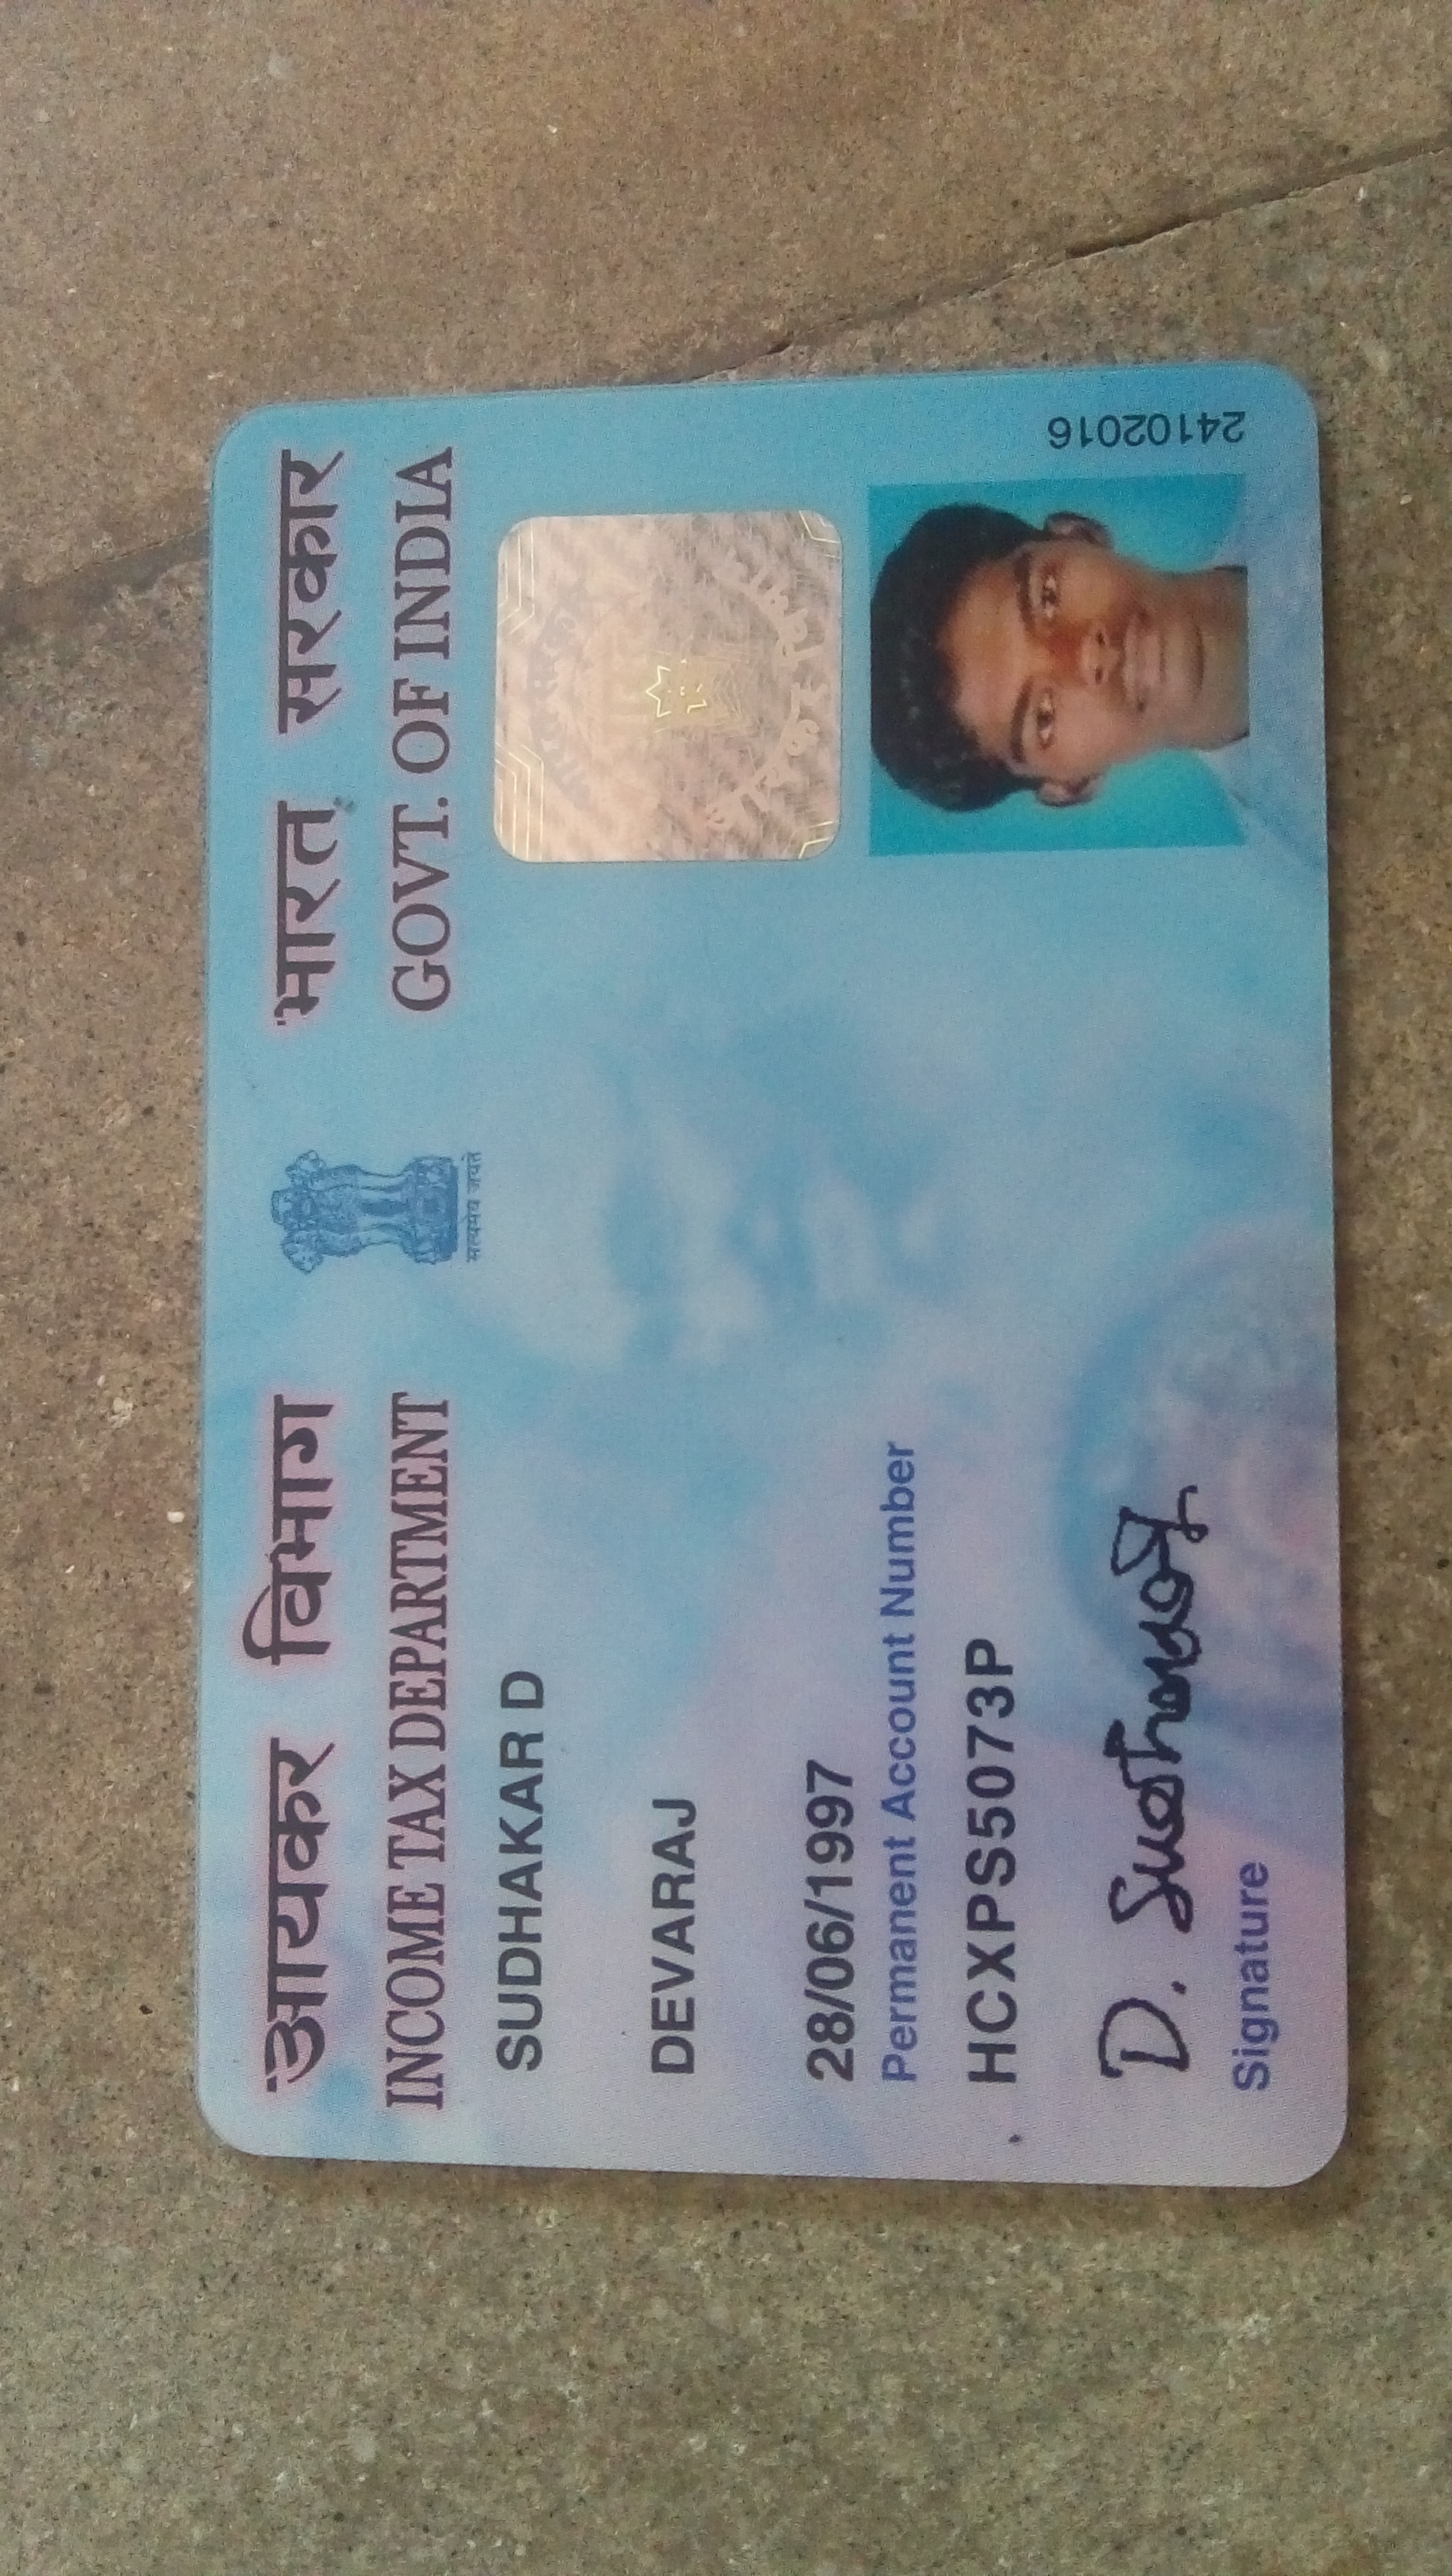 आयकर विभाग
INCOME TAX DEPARTMENT
सत्यमेव जयते
भारत सरकार
GOVT. OF INDIA
SUDHAKAR D
DEVARAJ
28/06/1997
Permanent Account Number
HCXPS5073P
D. Sudhakar
Signature
24102016